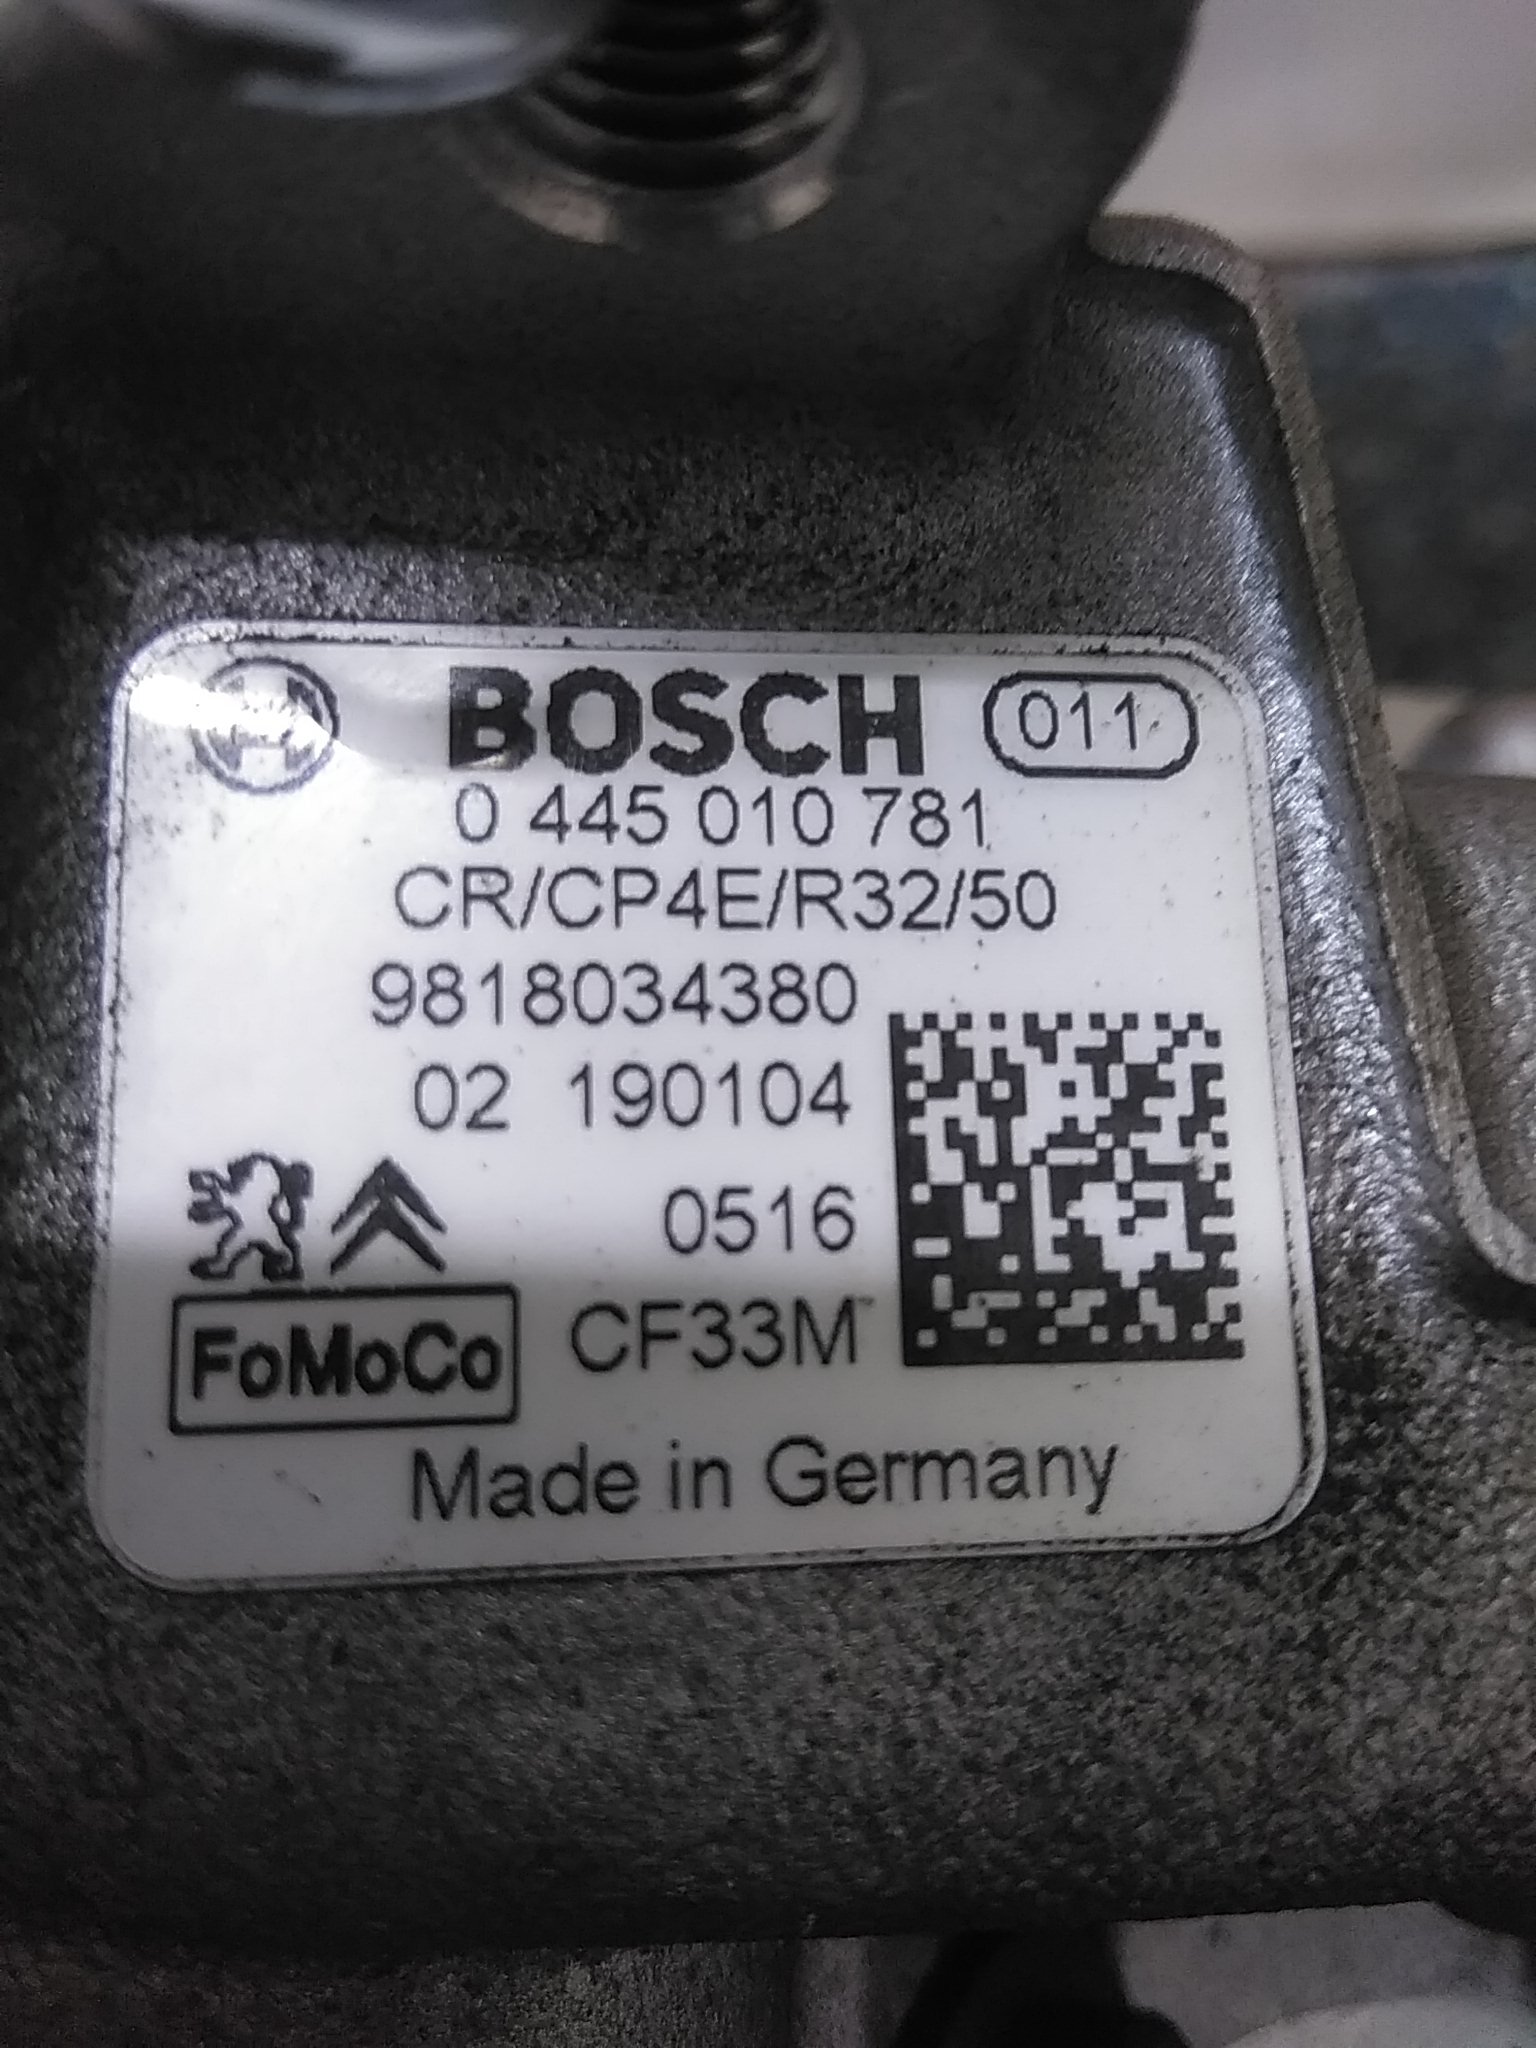 BOSCH 011
0 445 010 781
CR/CP4E/R32/50
9818034380
02 190104
0516
FoMoCo CF33M
Made in Germany